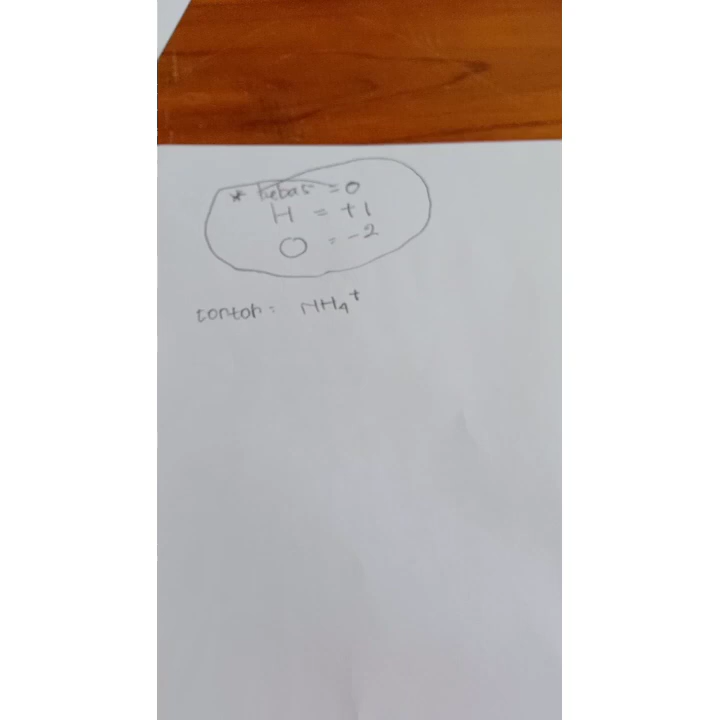 * bebas = 0
H = +1
O = -2
contoh: NH₄⁺